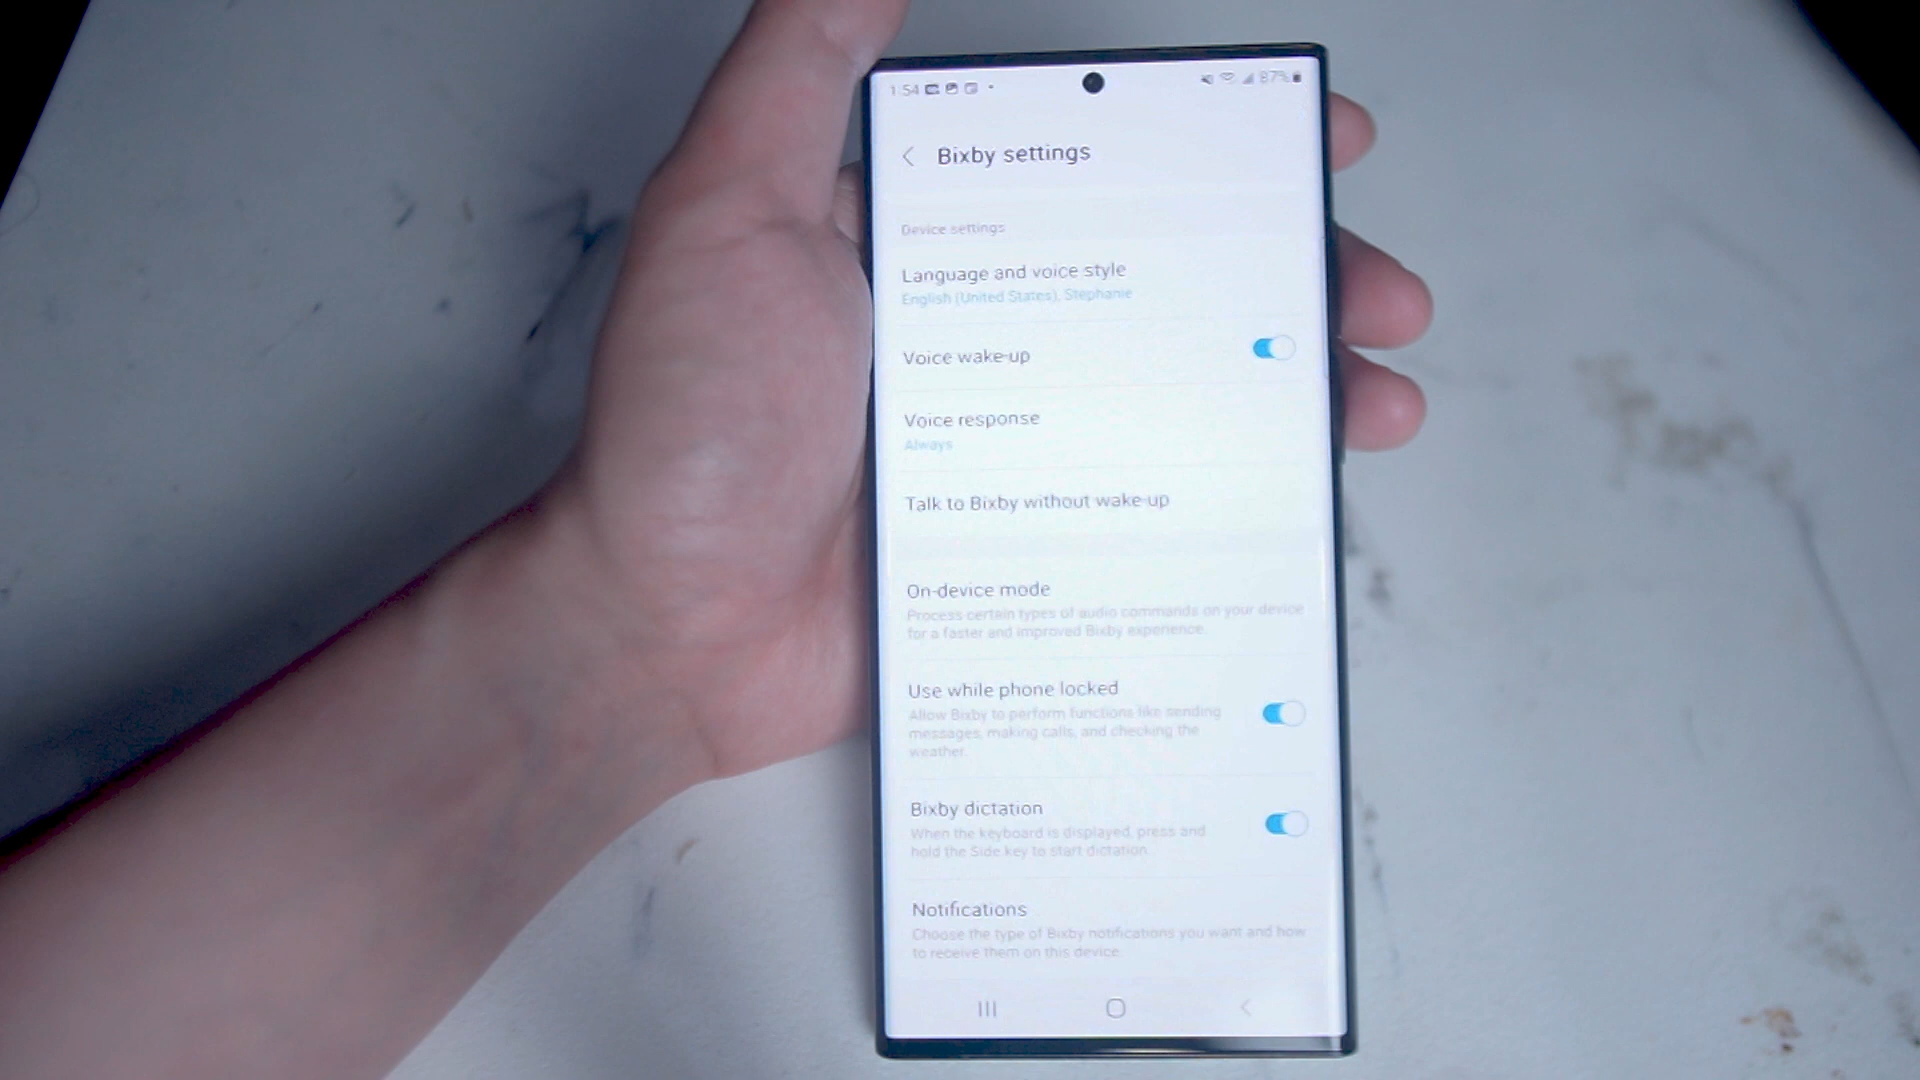 1:54
87%
Bixby settings
Device settings
Language and voice style
English (United States), Stephanie
Voice wake-up
Voice response
Always
Talk to Bixby without wake-up
On-device mode
Process certain types of audio commands on your device
for a faster and improved Bixby experience.
Use while phone locked
Allow Bixby to perform functions like sending
messages, making calls, and checking the
weather.
Bixby dictation
When the keyboard is displayed, press and
hold the Side key to start dictation.
Notifications
Choose the type of Bixby notifications you want and how
to receive them on this device.